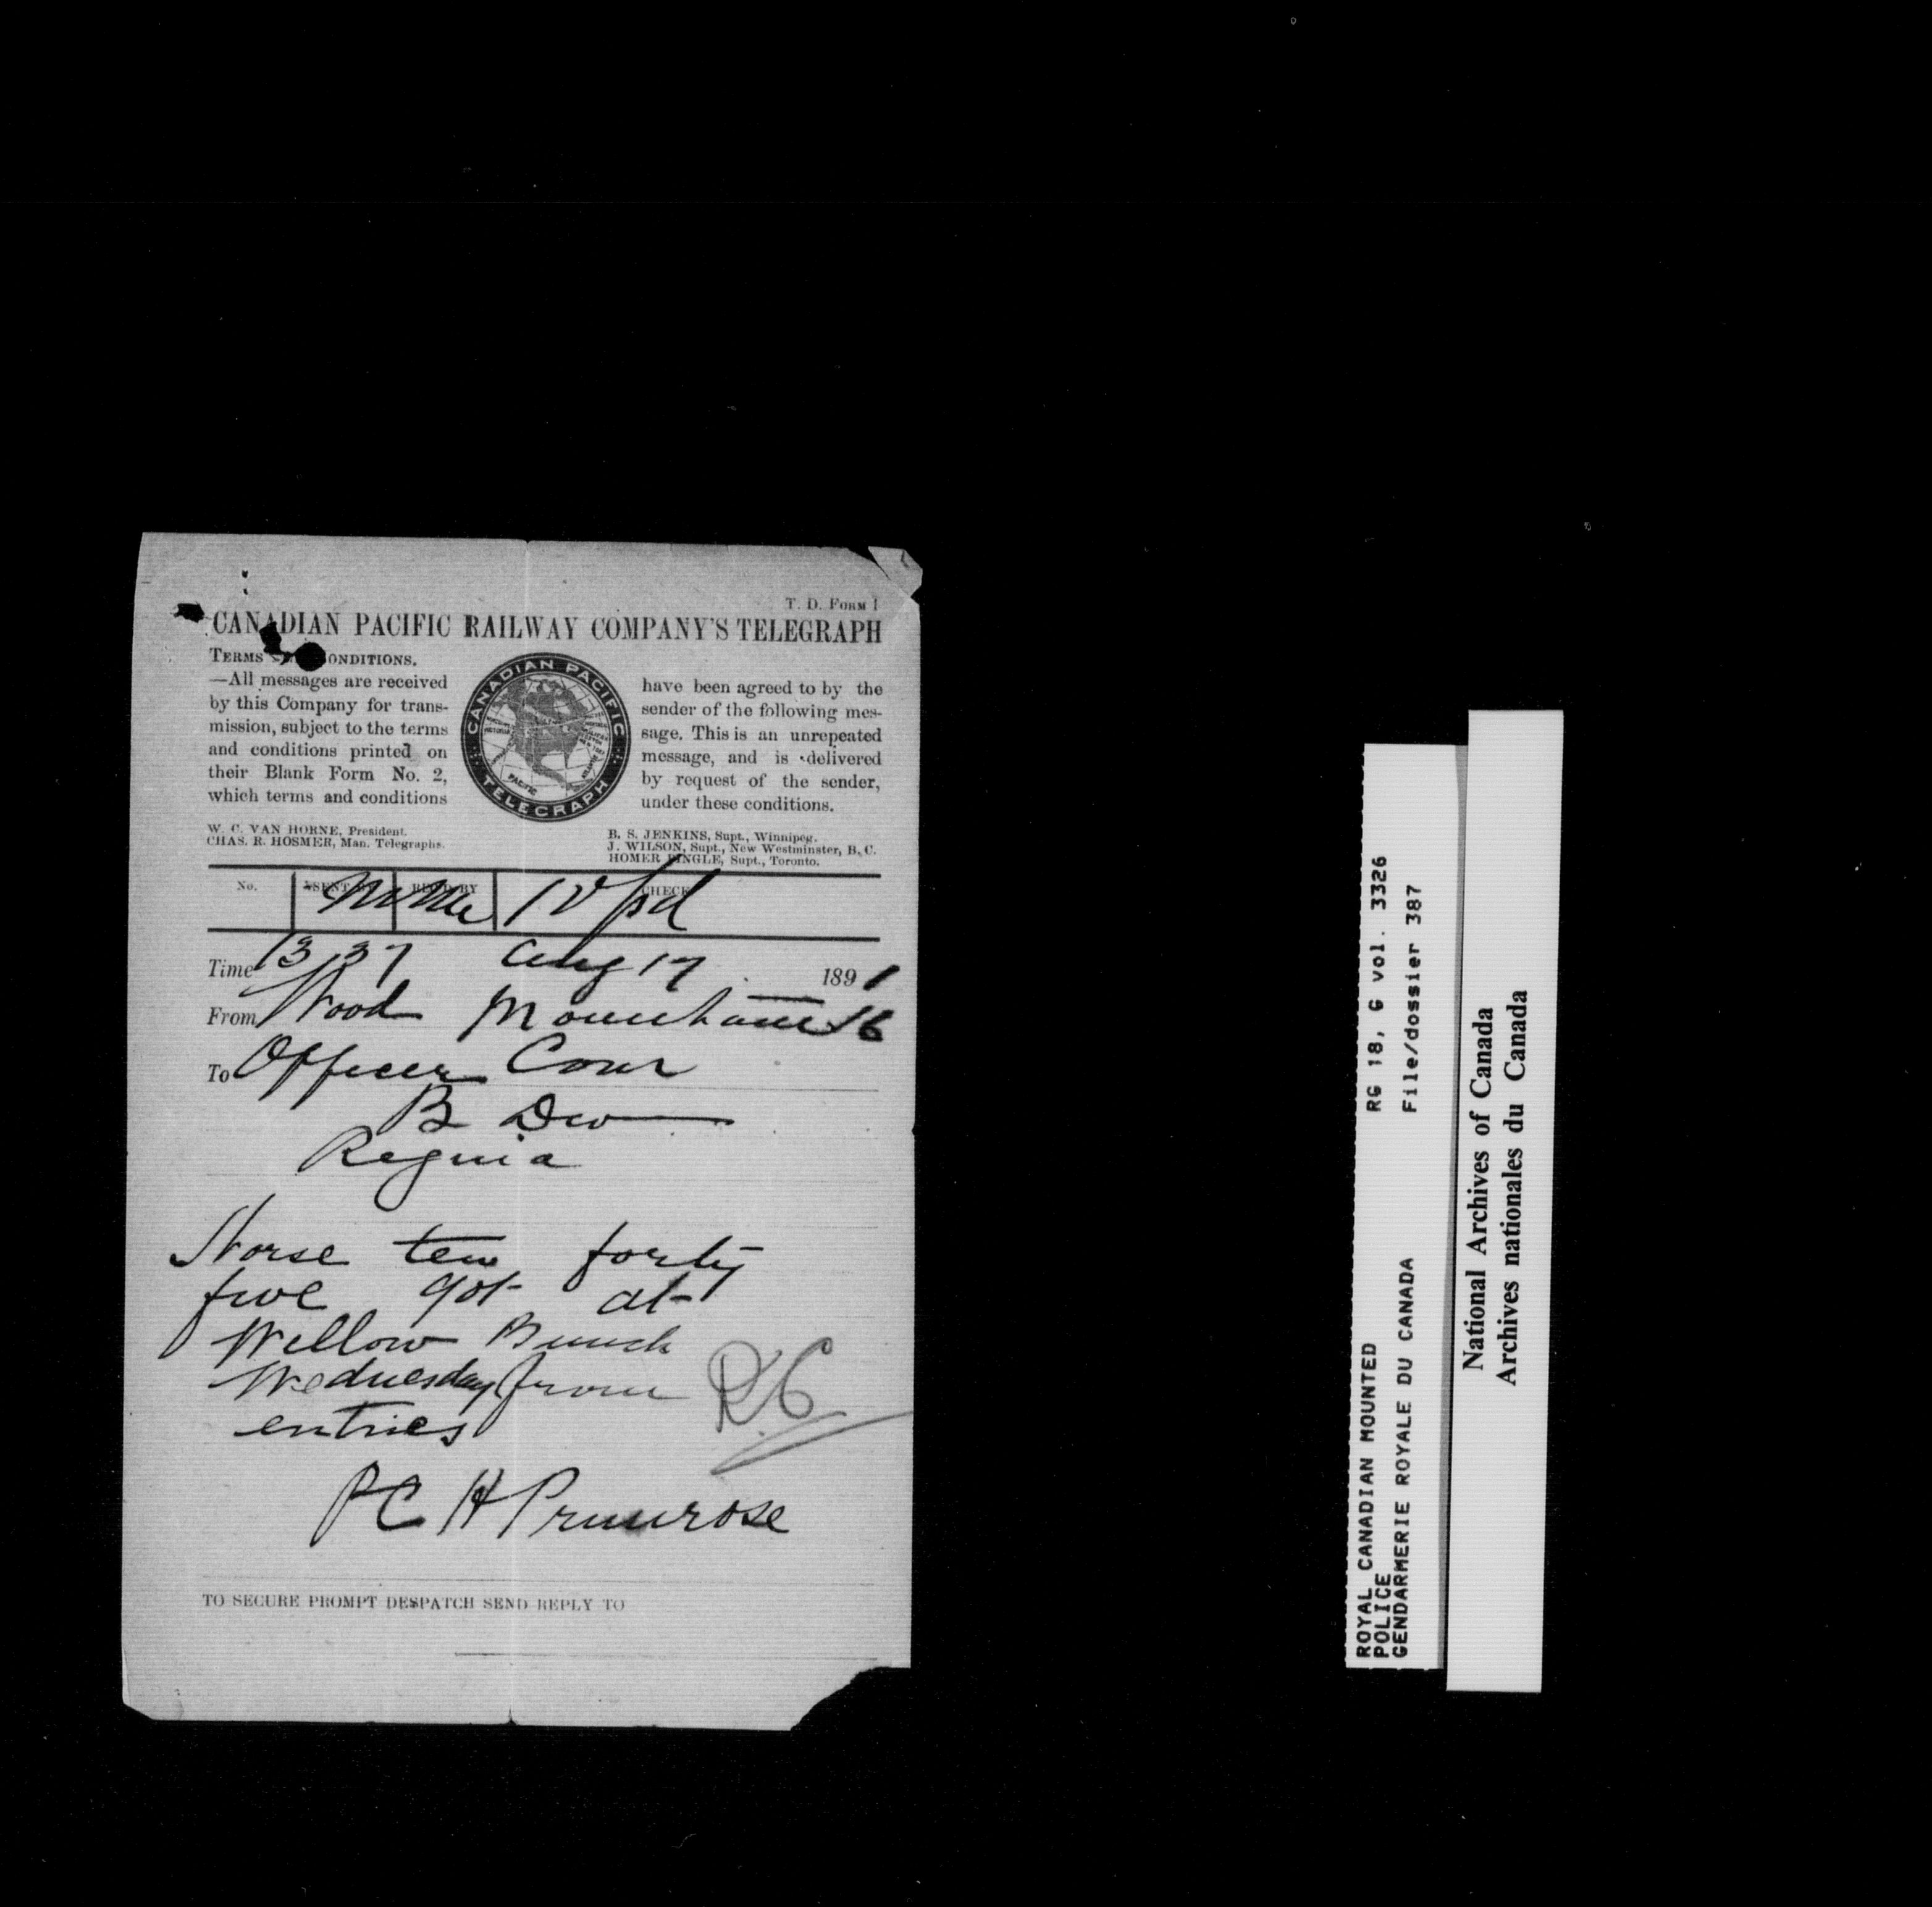 T. D. FORM 1
CANADIAN PACIFIC RAILWAY COMPANY'S TELEGRAPH
TERMS ONDITIONS.
—All messages are received
by this Company for trans-
mission, subject to the terms
and conditions printed on
their Blank Form No. 2,
which terms and conditions
CANADIAN PACIFIC
TELEGRAPH
PACIFIC
have been agreed to by the
sender of the following mes-
sage. This is an unrepeated
message, and is delivered
by request of the sender,
under these conditions.
W. C. VAN HORNE, President.
CHAS. R. HOSMER, Man. Telegraphs.
B. S. JENKINS, Supt., Winnipeg.
J. WILSON, Supt., New Westminster, B. C.
HOMER PINGLE, Supt., Toronto.
No. SENT REC'D BY CHECK
pd
Time 13 37 Aug 17 1891
From Wood Mountain 16
To Officer Com
B Div
Regina
Horse ten forty
five got at
Willow Bunch
Wednesday from
entries
P C H Primrose
TO SECURE PROMPT DESPATCH SEND REPLY TO
ROYAL CANADIAN MOUNTED
POLICE
GENDARMERIE ROYALE DU CANADA
RG 18, G vol. 3326
File/dossier 387
National Archives of Canada
Archives nationales du Canada